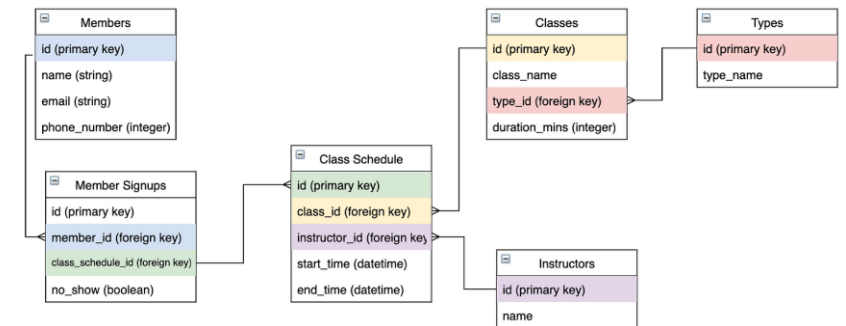 Members
id (primary key)
name (string)
email (string)
phone_number (integer)
Member Signups
id (primary key)
member_id (foreign key)
class_schedule_id (foreign key)
no_show (boolean)
Class Schedule
id (primary key)
class_id (foreign key)
instructor_id (foreign key
start_time (datetime)
end_time (datetime)
Classes
id (primary key)
class_name
type_id (foreign key)
duration_mins (integer)
Types
id (primary key)
type_name
Instructors
id (primary key)
name